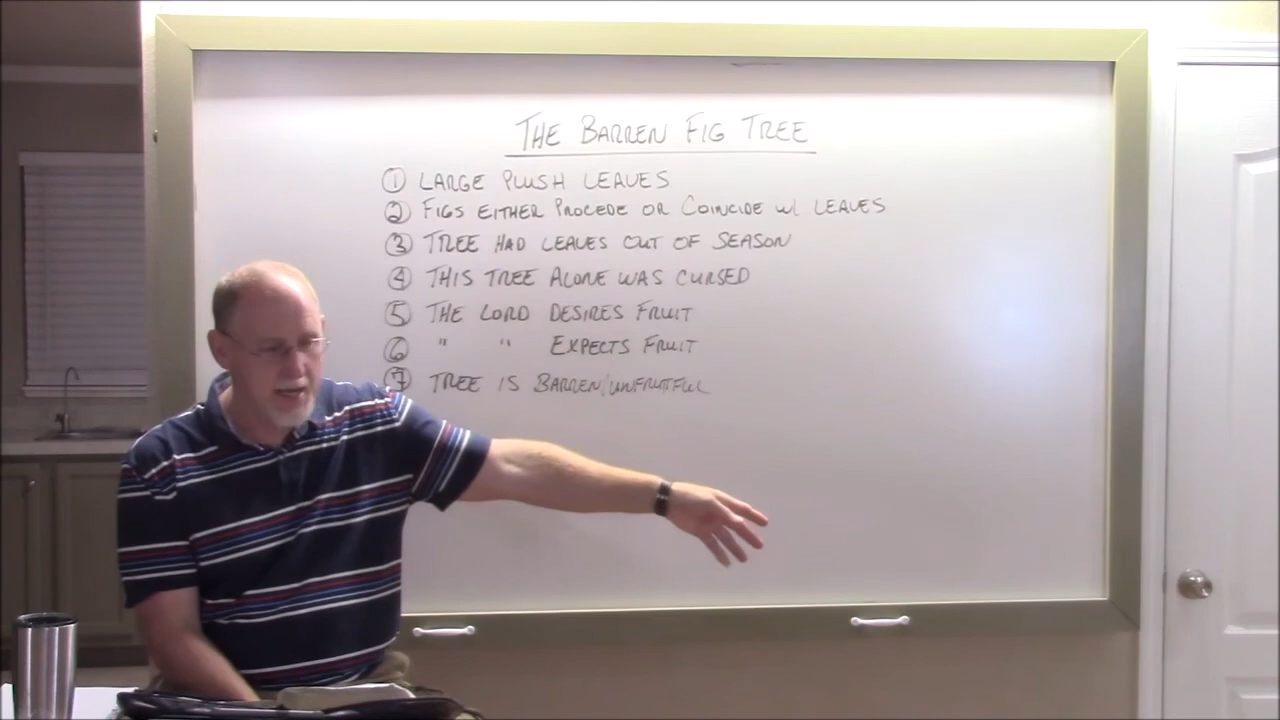 THE BARREN FIG TREE
① LARGE PLUSH LEAVES
② FIGS EITHER PROCEDE OR COINCIDE W/ LEAVES
③ TREE HAD LEAVES OUT OF SEASON
④ THIS TREE ALONE WAS CURSED
⑤ THE LORD DESIRES FRUIT
⑥ " " EXPECTS FRUIT
⑦ TREE IS BARREN/UNFRUTFUL